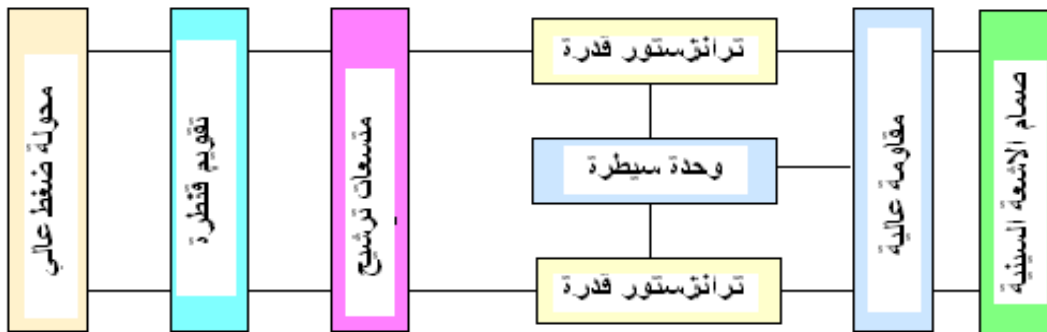 محولة ضغط عالي
تقويم قنطرة
متسعات ترشيح
ترانزستور قدرة
وحدة سيطرة
ترانزستور قدرة
مقاومة عالية
صمام الاشعة السينية